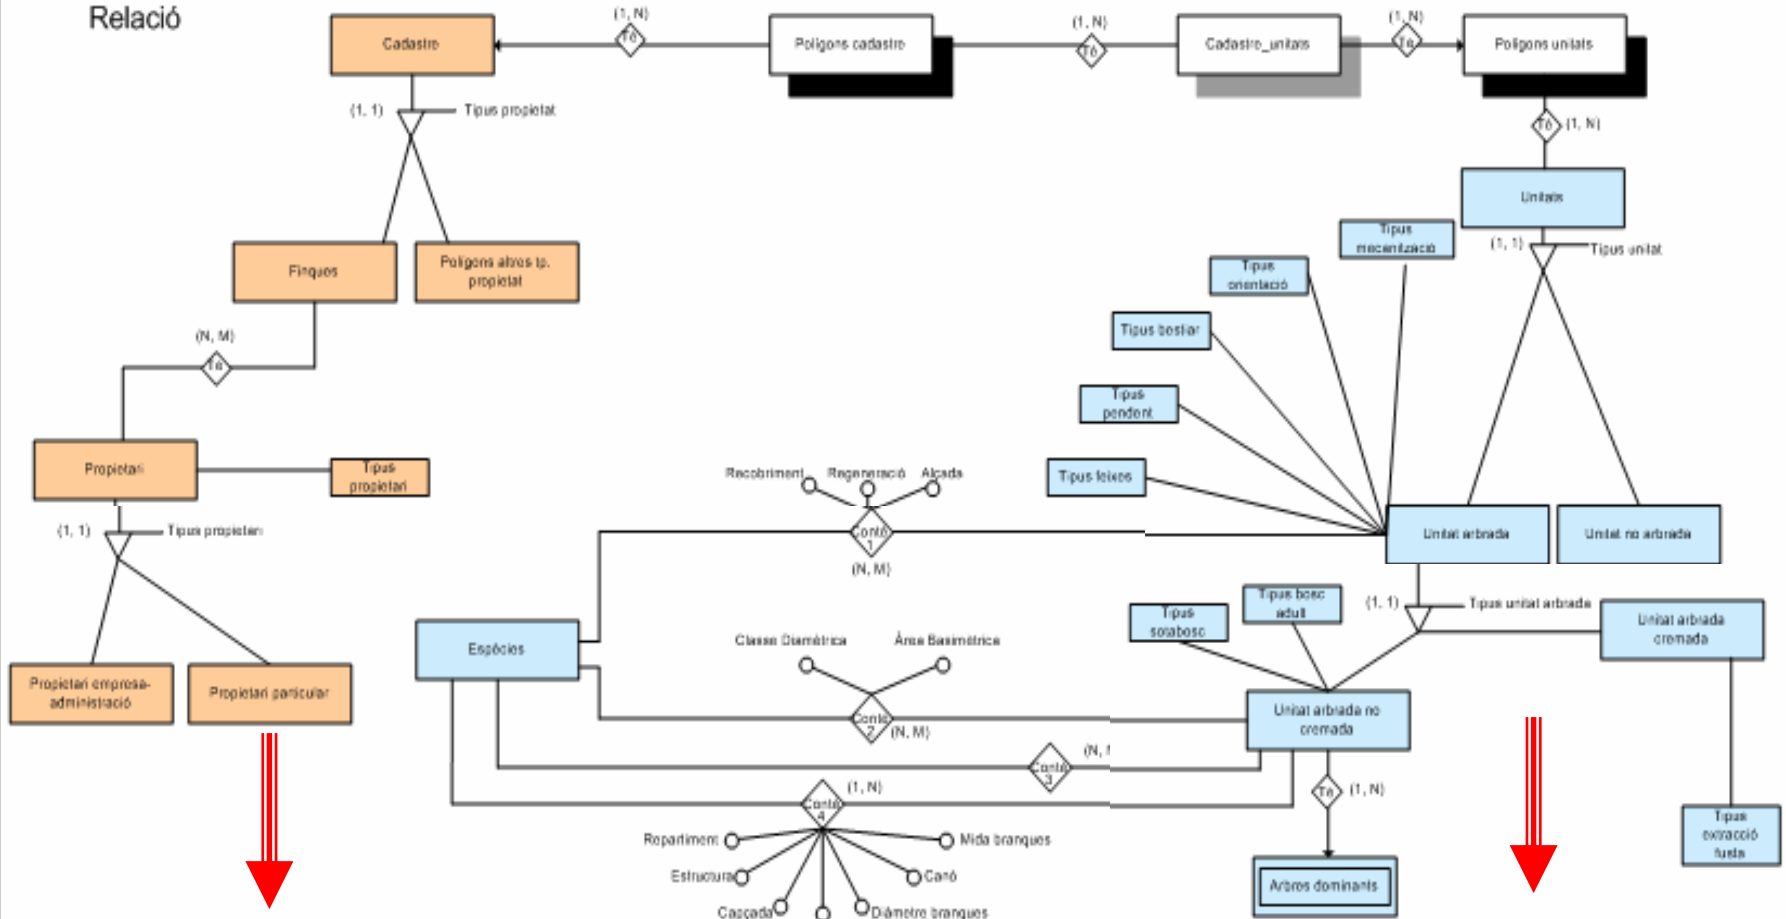 Relació
(1, N)
Té
(1, N)
Té
(1, N)
Té
Cadastre
Polígons cadastre
Cadastre_unitats
Polígons unitats
(1, 1)
Tipus propietat
Té
(1, N)
Unitats
Finques
Polígons altres tp.
propietat
Tipus
mecanització
(1, 1)
Tipus unitat
Tipus
orientació
Tipus bestiar
(N, M)
Té
Tipus
pendent
Propietari
Tipus
propietari
Recobriment
Regeneració
Alçada
Tipus feixes
(1, 1)
Tipus propietari
Conté
1
(N, M)
Unitat arbrada
Unitat no arbrada
Tipus
sotabosc
Tipus bosc
adult
(1, 1)
Tipus unitat arbrada
Unitat arbrada
cremada
Espècies
Classe Diamètrica
Àrea Basimètrica
Propietari empresa-
administració
Propietari particular
Conté
2
(N, M)
Unitat arbrada no
cremada
Conté
3
Conté
4
(1, N)
Té
(1, N)
Repartiment
Mida branques
Estructura
Canó
Capçada
Diàmetre branques
Arbres dominants
Tipus
extracció
fusta